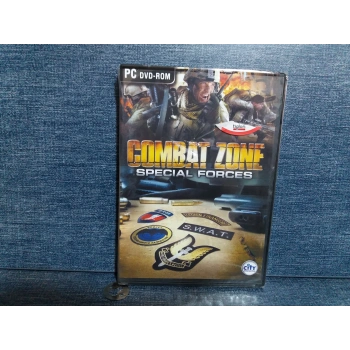 PC DVD-ROM
COMBAT ZONE
SPECIAL FORCES
S.W.A.T.
CITY